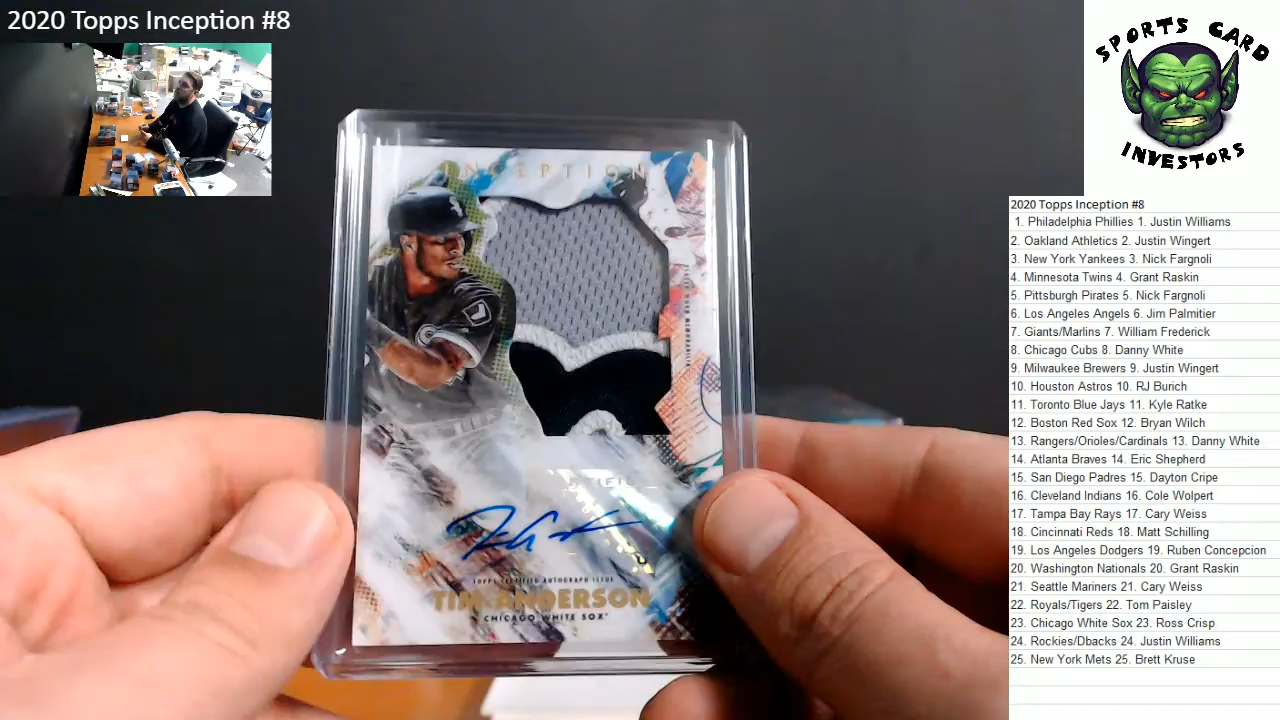 2020 Topps Inception #8
SPORTS CARD
INVESTORS
INCEPTION
TOPPS CERTIFIED AUTOGRAPH ISSUE
TIM ANDERSON
CHICAGO WHITE SOX
2020 Topps Inception #8
1. Philadelphia Phillies 1. Justin Williams
2. Oakland Athletics 2. Justin Wingert
3. New York Yankees 3. Nick Fargnoli
4. Minnesota Twins 4. Grant Raskin
5. Pittsburgh Pirates 5. Nick Fargnoli
6. Los Angeles Angels 6. Jim Palmitier
7. Giants/Marlins 7. William Frederick
8. Chicago Cubs 8. Danny White
9. Milwaukee Brewers 9. Justin Wingert
10. Houston Astros 10. RJ Burich
11. Toronto Blue Jays 11. Kyle Ratke
12. Boston Red Sox 12. Bryan Wilch
13. Rangers/Orioles/Cardinals 13. Danny White
14. Atlanta Braves 14. Eric Shepherd
15. San Diego Padres 15. Dayton Cripe
16. Cleveland Indians 16. Cole Wolpert
17. Tampa Bay Rays 17. Cary Weiss
18. Cincinnati Reds 18. Matt Schilling
19. Los Angeles Dodgers 19. Ruben Concepcion
20. Washington Nationals 20. Grant Raskin
21. Seattle Mariners 21. Cary Weiss
22. Royals/Tigers 22. Tom Paisley
23. Chicago White Sox 23. Ross Crisp
24. Rockies/Dbacks 24. Justin Williams
25. New York Mets 25. Brett Kruse